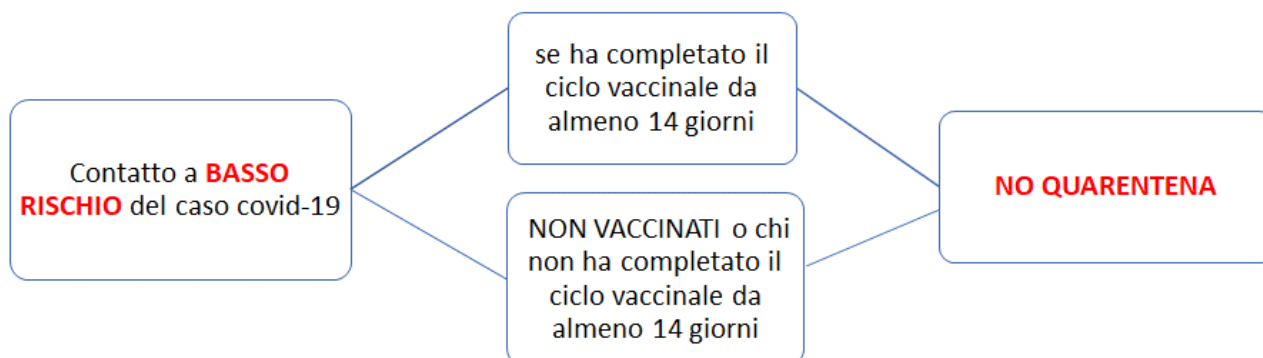 Contatto a BASSO
RISCHIO del caso covid-19
se ha completato il
ciclo vaccinale da
almeno 14 giorni
NON VACCINATI o chi
non ha completato il
ciclo vaccinale da
almeno 14 giorni
NO QUARENTENA